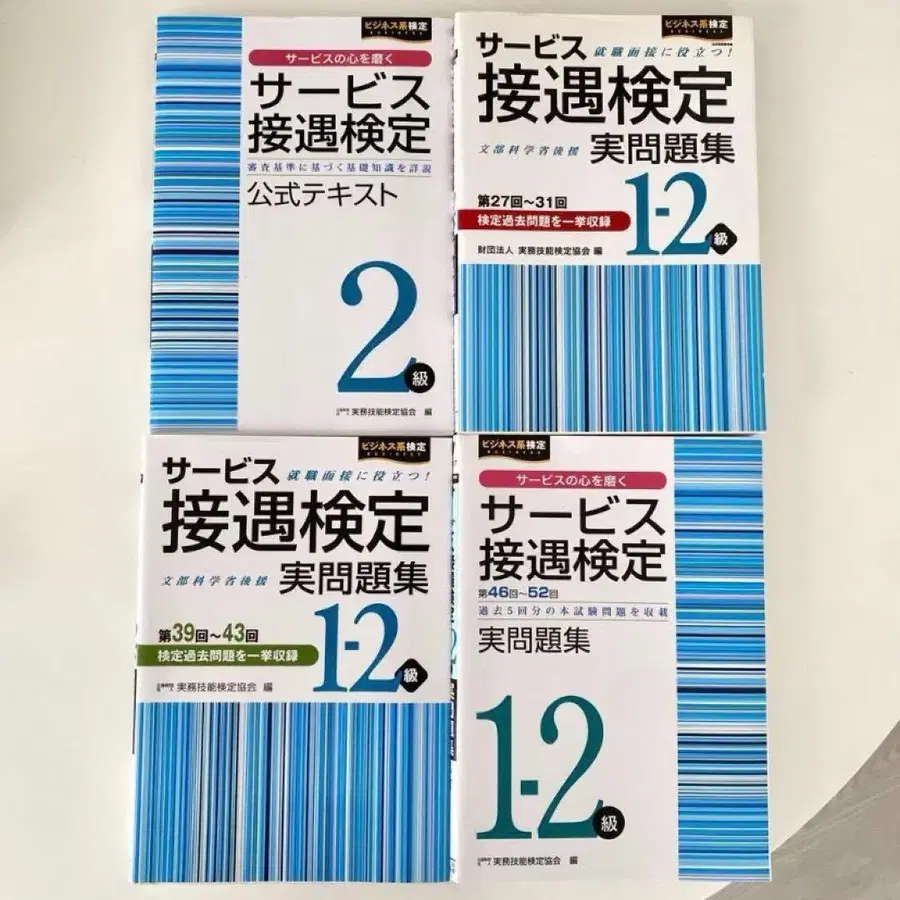 ビジネス系検定
BUSINESS
サービスの心を磨く
サービス
接遇検定
審査基準に基づく基礎知識を詳説
公式テキスト
2
級
実務技能検定協会 編
ビジネス系検定
BUSINESS
サービス 就職面接に役立つ!
接遇検定
文部科学省後援 実問題集
第27回〜31回
検定過去問題を一挙収録
1-2
級
財団法人 実務技能検定協会 編
ビジネス系検定
BUSINESS
サービス 就職面接に役立つ!
接遇検定
文部科学省後援 実問題集
第39回〜43回
検定過去問題を一挙収録
1-2
級
実務技能検定協会 編
ビジネス系検定
BUSINESS
サービスの心を磨く
サービス
接遇検定
第46回〜52回
過去5回分の本試験問題を収載
実問題集
1-2
級
実務技能検定協会 編